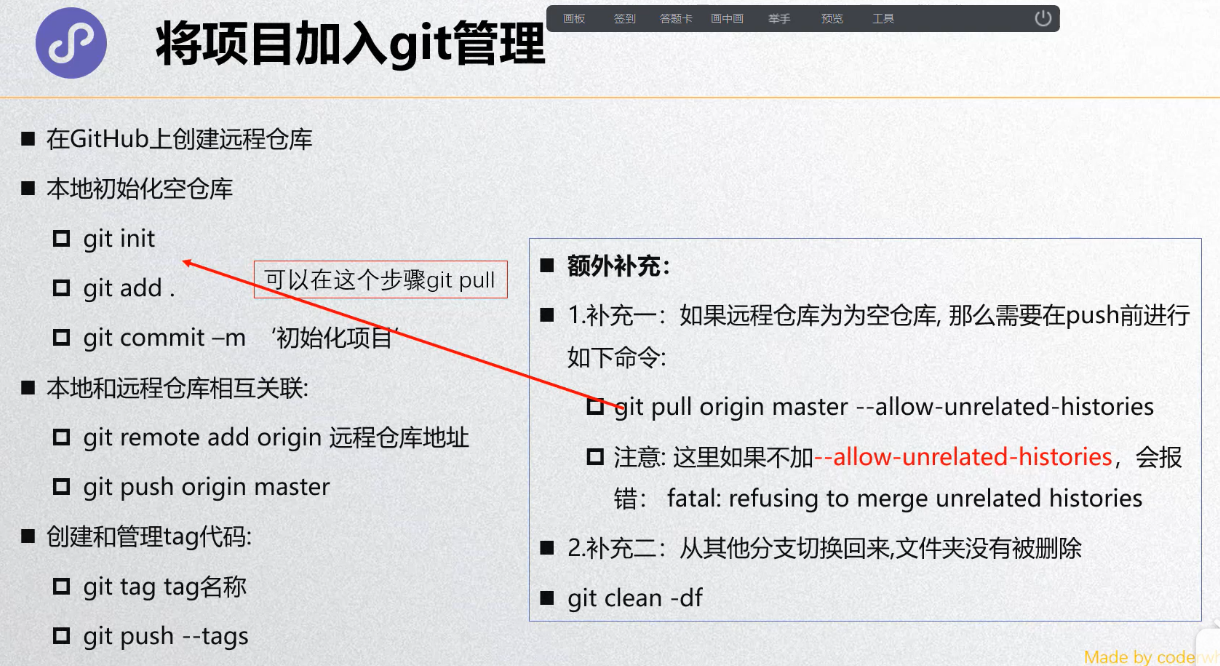 将项目加入git管理
画板 签到 答题卡 画中画 举手 预览 工具
在GitHub上创建远程仓库
本地初始化空仓库
git init
git add .
git commit –m ‘初始化项目’
本地和远程仓库相互关联:
git remote add origin 远程仓库地址
git push origin master
创建和管理tag代码:
git tag tag名称
git push --tags
可以在这个步骤git pull
额外补充：
1.补充一：如果远程仓库为为空仓库, 那么需要在push前进行
如下命令:
git pull origin master --allow-unrelated-histories
注意: 这里如果不加--allow-unrelated-histories，会报
错： fatal: refusing to merge unrelated histories
2.补充二：从其他分支切换回来,文件夹没有被删除
git clean -df
Made by coderwh